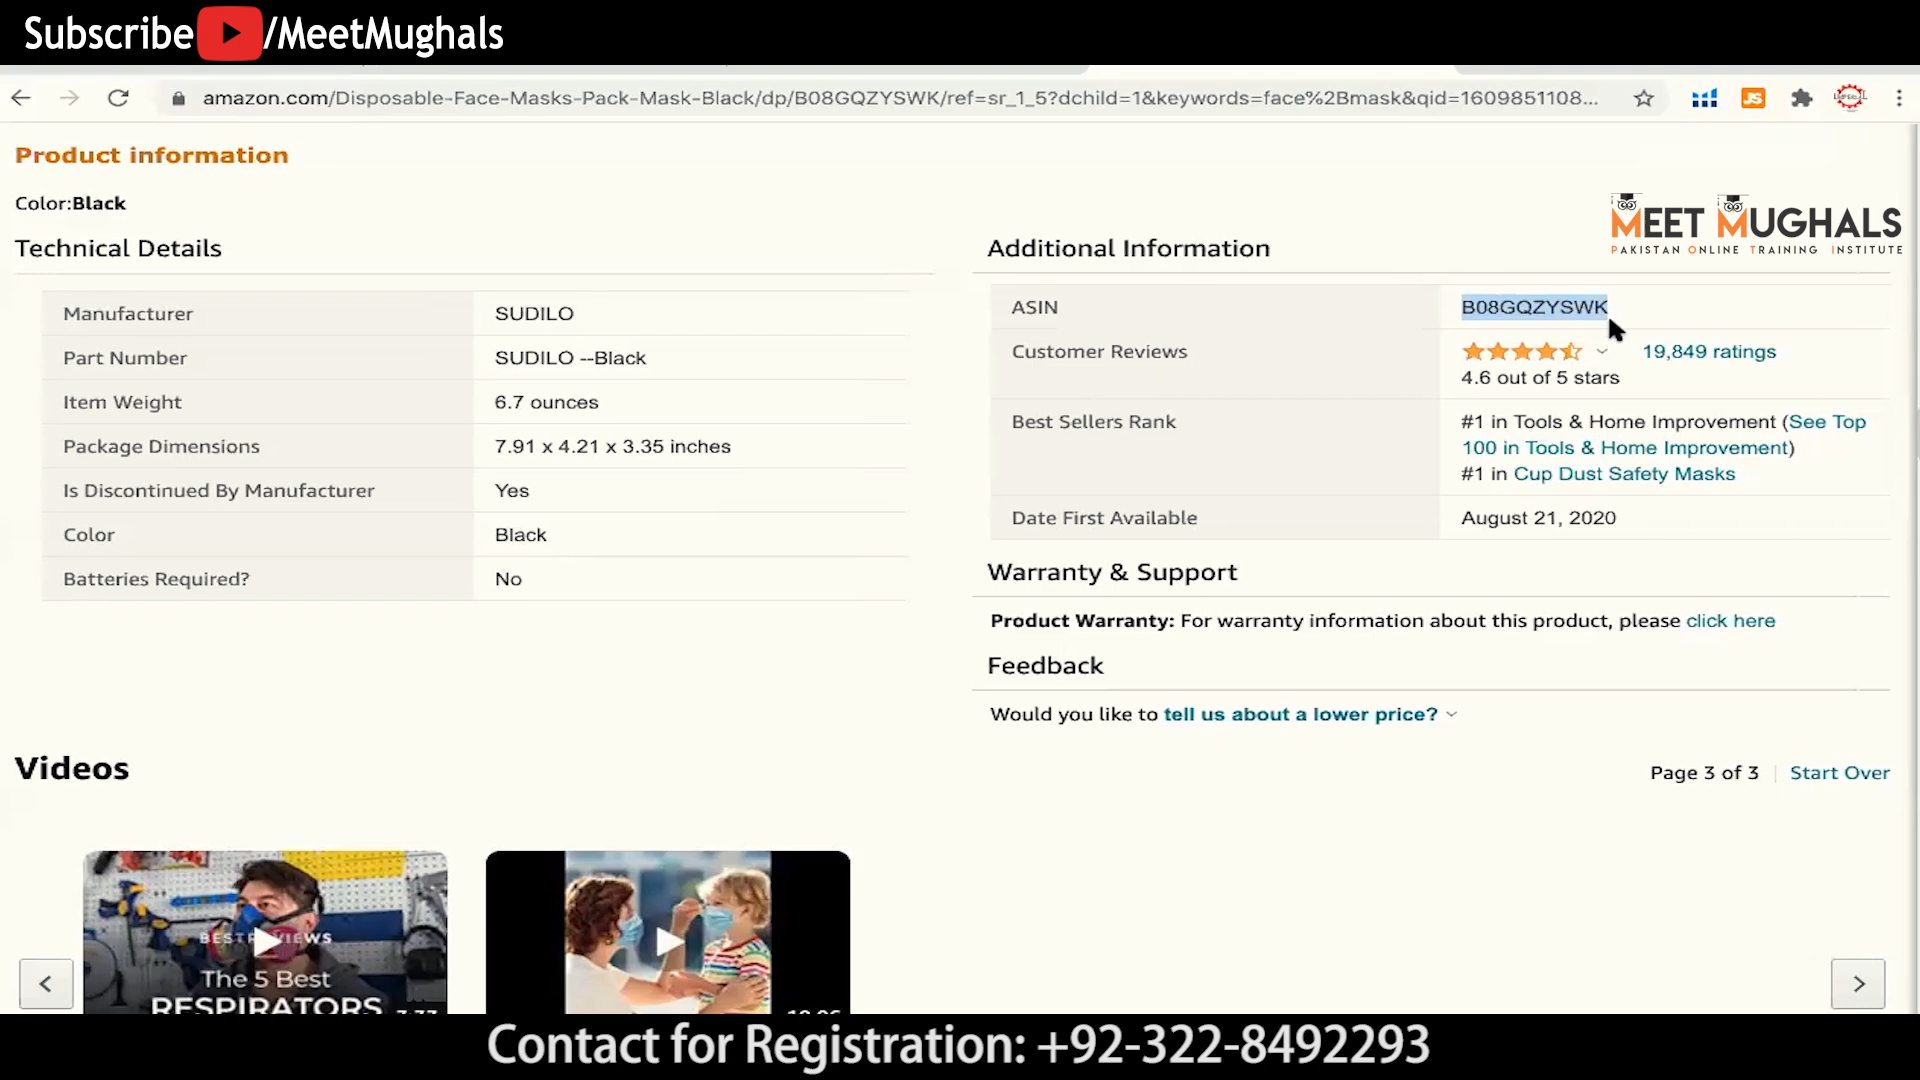 Subscribe /MeetMughals
amazon.com/Disposable-Face-Masks-Pack-Mask-Black/dp/B08GQZYSWK/ref=sr_1_5?dchild=1&keywords=face%2Bmask&qid=1609851108...
JS
Product information
Color:Black
MEET MUGHALS
PAKISTAN ONLINE TRAINING INSTITUTE
Technical Details
Manufacturer SUDILO
Part Number SUDILO --Black
Item Weight 6.7 ounces
Package Dimensions 7.91 x 4.21 x 3.35 inches
Is Discontinued By Manufacturer Yes
Color Black
Batteries Required? No
Additional Information
ASIN B08GQZYSWK
Customer Reviews 19,849 ratings
4.6 out of 5 stars
Best Sellers Rank #1 in Tools & Home Improvement (See Top
100 in Tools & Home Improvement)
#1 in Cup Dust Safety Masks
Date First Available August 21, 2020
Warranty & Support
Product Warranty: For warranty information about this product, please click here
Feedback
Would you like to tell us about a lower price?
Videos
Page 3 of 3 Start Over
The 5 Best
RESPIRATORS
Contact for Registration: +92-322-8492293